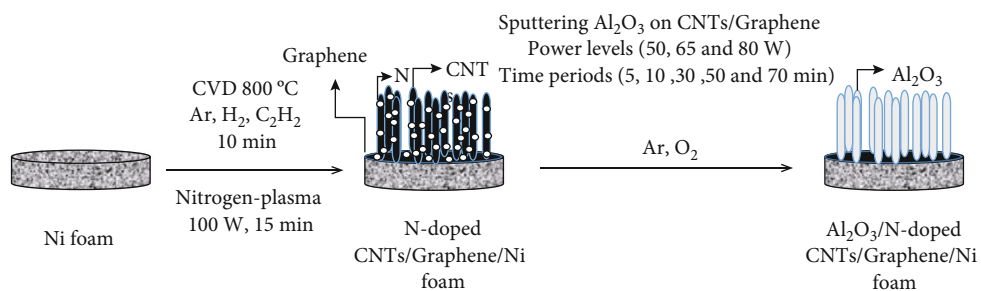 Sputtering Al₂O₃ on CNTs/Graphene
Power levels (50, 65 and 80 W)
Time periods (5, 10 ,30 ,50 and 70 min)
Graphene
N
CNT
s
Al₂O₃
CVD 800 ºC
Ar, H₂, C₂H₂
10 min
Nitrogen-plasma
100 W, 15 min
Ar, O₂
Ni foam
N-doped
CNTs/Graphene/Ni
foam
Al₂O₃/N-doped
CNTs/Graphene/Ni
foam